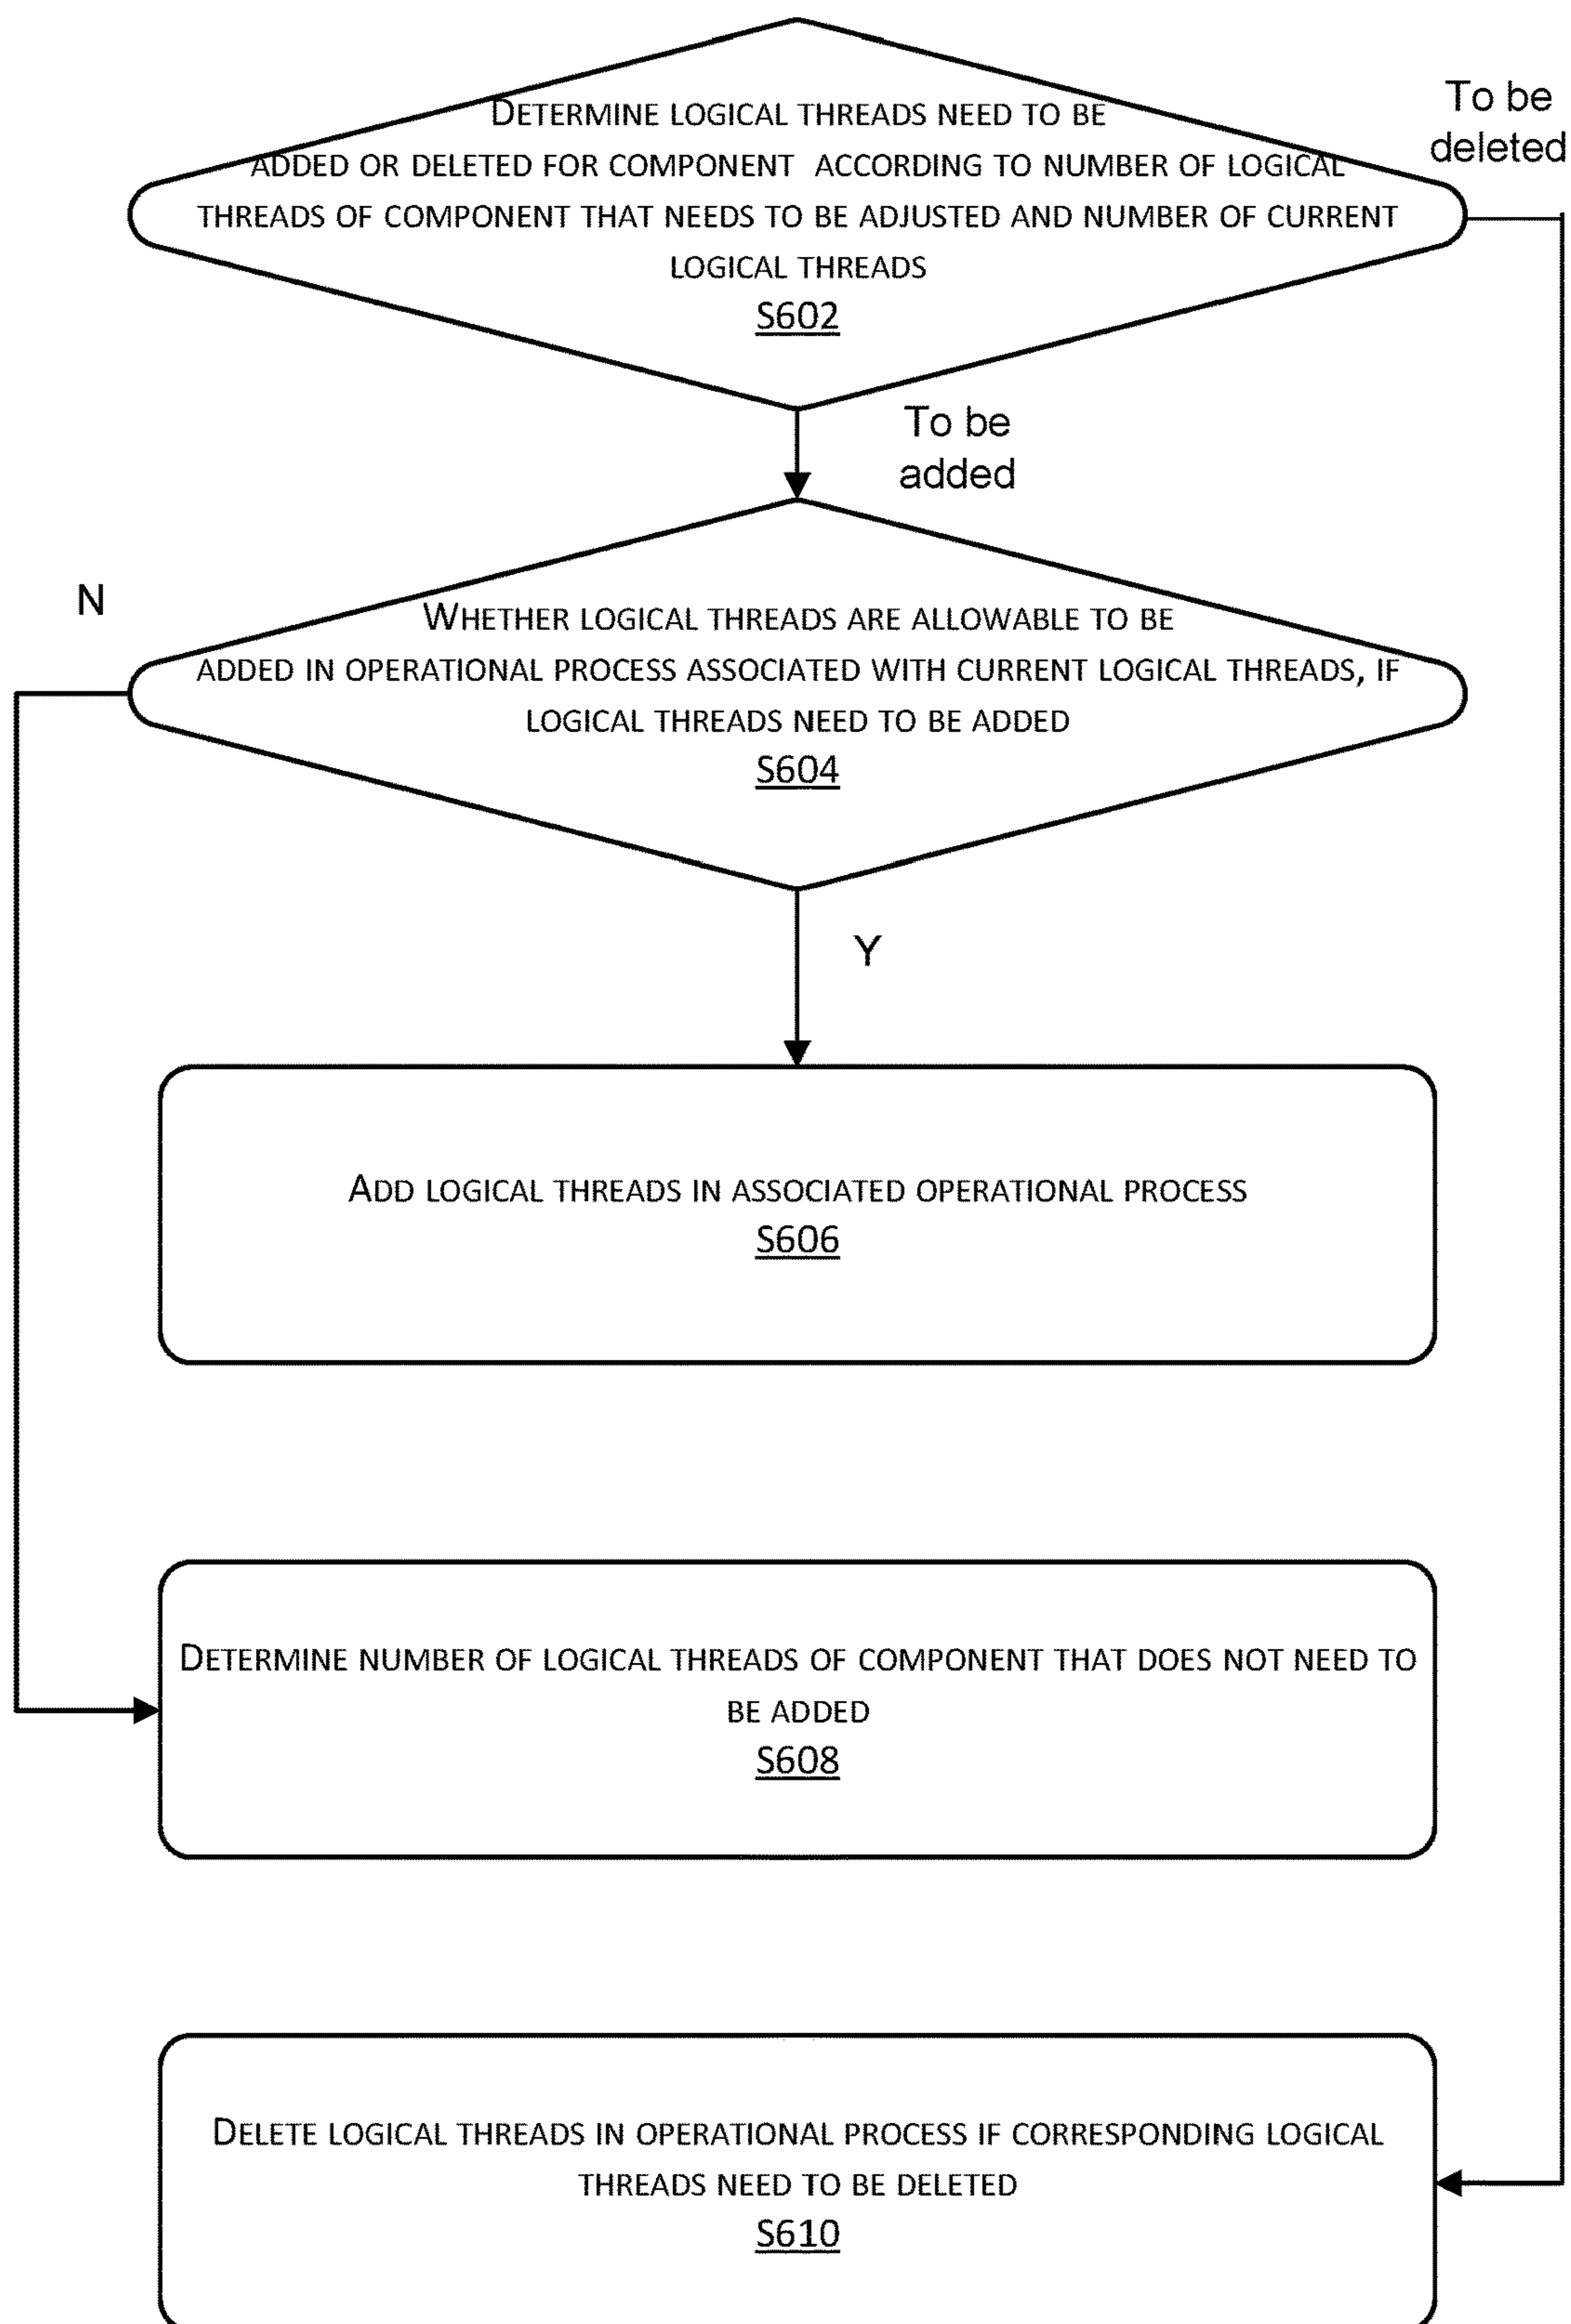 DETERMINE LOGICAL THREADS NEED TO BE
ADDED OR DELETED FOR COMPONENT ACCORDING TO NUMBER OF LOGICAL
THREADS OF COMPONENT THAT NEEDS TO BE ADJUSTED AND NUMBER OF CURRENT
LOGICAL THREADS
S602
To be
deleted
To be
added
WHETHER LOGICAL THREADS ARE ALLOWABLE TO BE
ADDED IN OPERATIONAL PROCESS ASSOCIATED WITH CURRENT LOGICAL THREADS, IF
LOGICAL THREADS NEED TO BE ADDED
S604
N
Y
ADD LOGICAL THREADS IN ASSOCIATED OPERATIONAL PROCESS
S606
DETERMINE NUMBER OF LOGICAL THREADS OF COMPONENT THAT DOES NOT NEED TO
BE ADDED
S608
DELETE LOGICAL THREADS IN OPERATIONAL PROCESS IF CORRESPONDING LOGICAL
THREADS NEED TO BE DELETED
S610